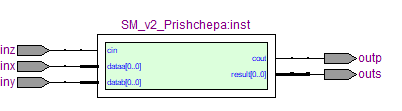 SM_v2_Prishchepa:inst
inz
inx
iny
cin
dataa[0..0]
datab[0..0]
cout
result[0..0]
outp
outs